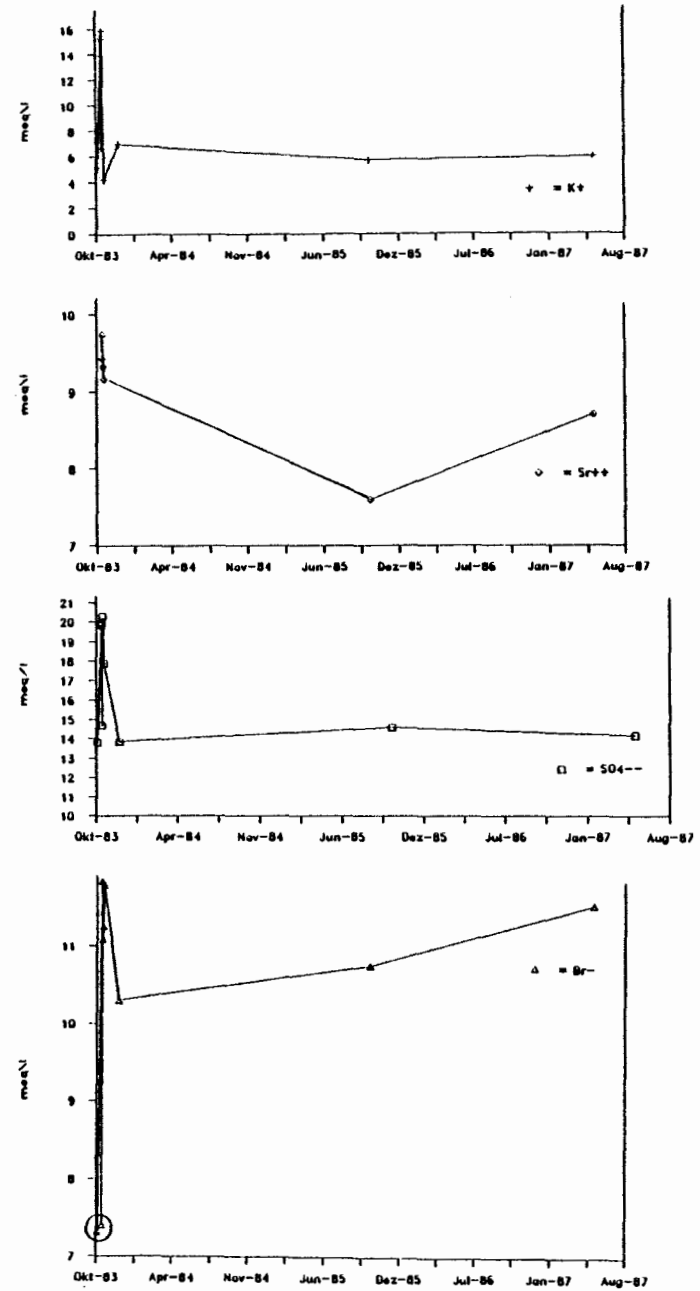 16
14
12
10
8
6
4
2
0
meq\l
+ = K+
Okt-83 Apr-84 Nov-84 Jun-85 Dez-85 Jul-86 Jan-87 Aug-87
10
9
8
7
meq\l
◇ = Sr++
Okt-83 Apr-84 Nov-84 Jun-85 Dez-85 Jul-86 Jan-87 Aug-87
21
20
19
18
17
16
15
14
13
12
11
10
meq/l
□ = SO4--
Okt-83 Apr-84 Nov-84 Jun-85 Dez-85 Jul-86 Jan-87 Aug-87
11
10
9
8
7
meq\l
△ = Br-
Okt-83 Apr-84 Nov-84 Jun-85 Dez-85 Jul-86 Jan-87 Aug-87